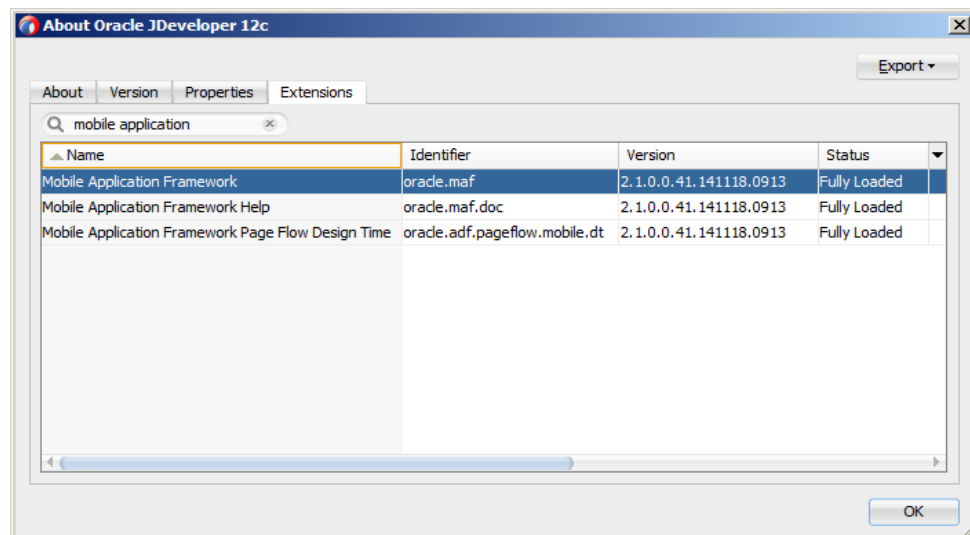 About Oracle JDeveloper 12c
Export
About Version Properties Extensions
mobile application
Name Identifier Version Status
Mobile Application Framework oracle.maf 2.1.0.0.41.141118.0913 Fully Loaded
Mobile Application Framework Help oracle.maf.doc 2.1.0.0.41.141118.0913 Fully Loaded
Mobile Application Framework Page Flow Design Time oracle.adf.pageflow.mobile.dt 2.1.0.0.41.141118.0913 Fully Loaded
OK